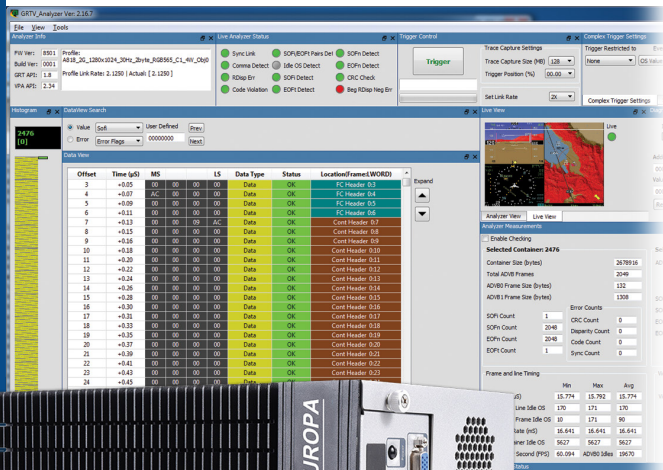 GRTV_Analyzer Ver: 2.16.7
File View Tools
Analyzer Info
FW Ver: 8501
Build Ver: 0001
GRT API: 1.8
VPA API: 2.34
Profile:
A818_2G_1280x1024_30Hz_2byte_RGB565_C1_4W_Obj0
Profile Link Rate: 2.1250 | Actual: [ 2.1250 ]
Live Analyzer Status
Sync Link SOFi/EOFt Pairs Det SOFn Detect
Comma Detect Idle OS Detect EOFn Detect
RDisp Err SOFi Detect CRC Check
Code Violation EOFt Detect Beg RDisp Neg Err
Trigger Control
Trigger
Trace Capture Settings
Trace Capture Size (MB) 128
Trigger Position (%) 00.00
Set Link Rate 2X
Complex Trigger Settings
Trigger Restricted to
None OS Value
Complex Trigger Settings
Histogram
2476
[0]
DataView Search
Value Sofi User Defined Prev
Error Error Flags 00000000 Next
Data View
Offset Time (µS) MS LS Data Type Status Location(Frame:LWORD)
3 +0.05 00 00 00 00 Data OK FC Header 0:3
4 +0.07 AC 00 00 00 Data OK FC Header 0:4
5 +0.09 00 00 00 00 Data OK FC Header 0:5
6 +0.11 00 00 00 00 Data OK FC Header 0:6
7 +0.13 00 00 09 AC Data OK Cont Header 0:7
8 +0.15 00 00 00 00 Data OK Cont Header 0:8
9 +0.16 00 00 00 00 Data OK Cont Header 0:9
10 +0.18 00 00 00 00 Data OK Cont Header 0:10
11 +0.20 00 00 00 00 Data OK Cont Header 0:11
12 +0.22 00 00 00 00 Data OK Cont Header 0:12
13 +0.24 00 00 00 00 Data OK Cont Header 0:13
14 +0.26 00 00 00 00 Data OK Cont Header 0:14
15 +0.28 00 00 00 00 Data OK Cont Header 0:15
16 +0.30 00 00 00 00 Data OK Cont Header 0:16
17 +0.31 00 00 00 00 Data OK Cont Header 0:17
18 +0.33 00 00 00 00 Data OK Cont Header 0:18
19 +0.35 00 00 00 00 Data OK Cont Header 0:19
20 +0.37 00 00 00 00 Data OK Cont Header 0:20
21 +0.39 00 00 00 00 Data OK Cont Header 0:21
22 +0.41 00 00 00 00 Data OK Cont Header 0:22
23 +0.43 00 00 00 00 Data OK Cont Header 0:23
24 +0.45 00 00 00 00 Data OK
Expand
Live View
Live
Analyzer View Live View
Analyzer Measurements
Enable Checking
Selected Container: 2476
Container Size (bytes) 2678916
Total ADVB Frames 2049
ADVB0 Frame Size (bytes) 132
ADVB1 Frame Size (bytes) 1308
Error Counts
SOFi Count 1 CRC Count 0
SOFn Count 2048 Disparity Count 0
EOFn Count 2048 Code Count 0
EOFt Count 1 Sync Count 0
Frame and line Timing
Min Max Avg
15.774 15.792 15.774
Line Idle OS 170 171 170
Frame Idle OS 10 171 90
16.641 16.641 16.641
Idle OS 5627 5627 5627
Second (FPS) 60.094 ADVB0 Idles 19670
Status
UROPA